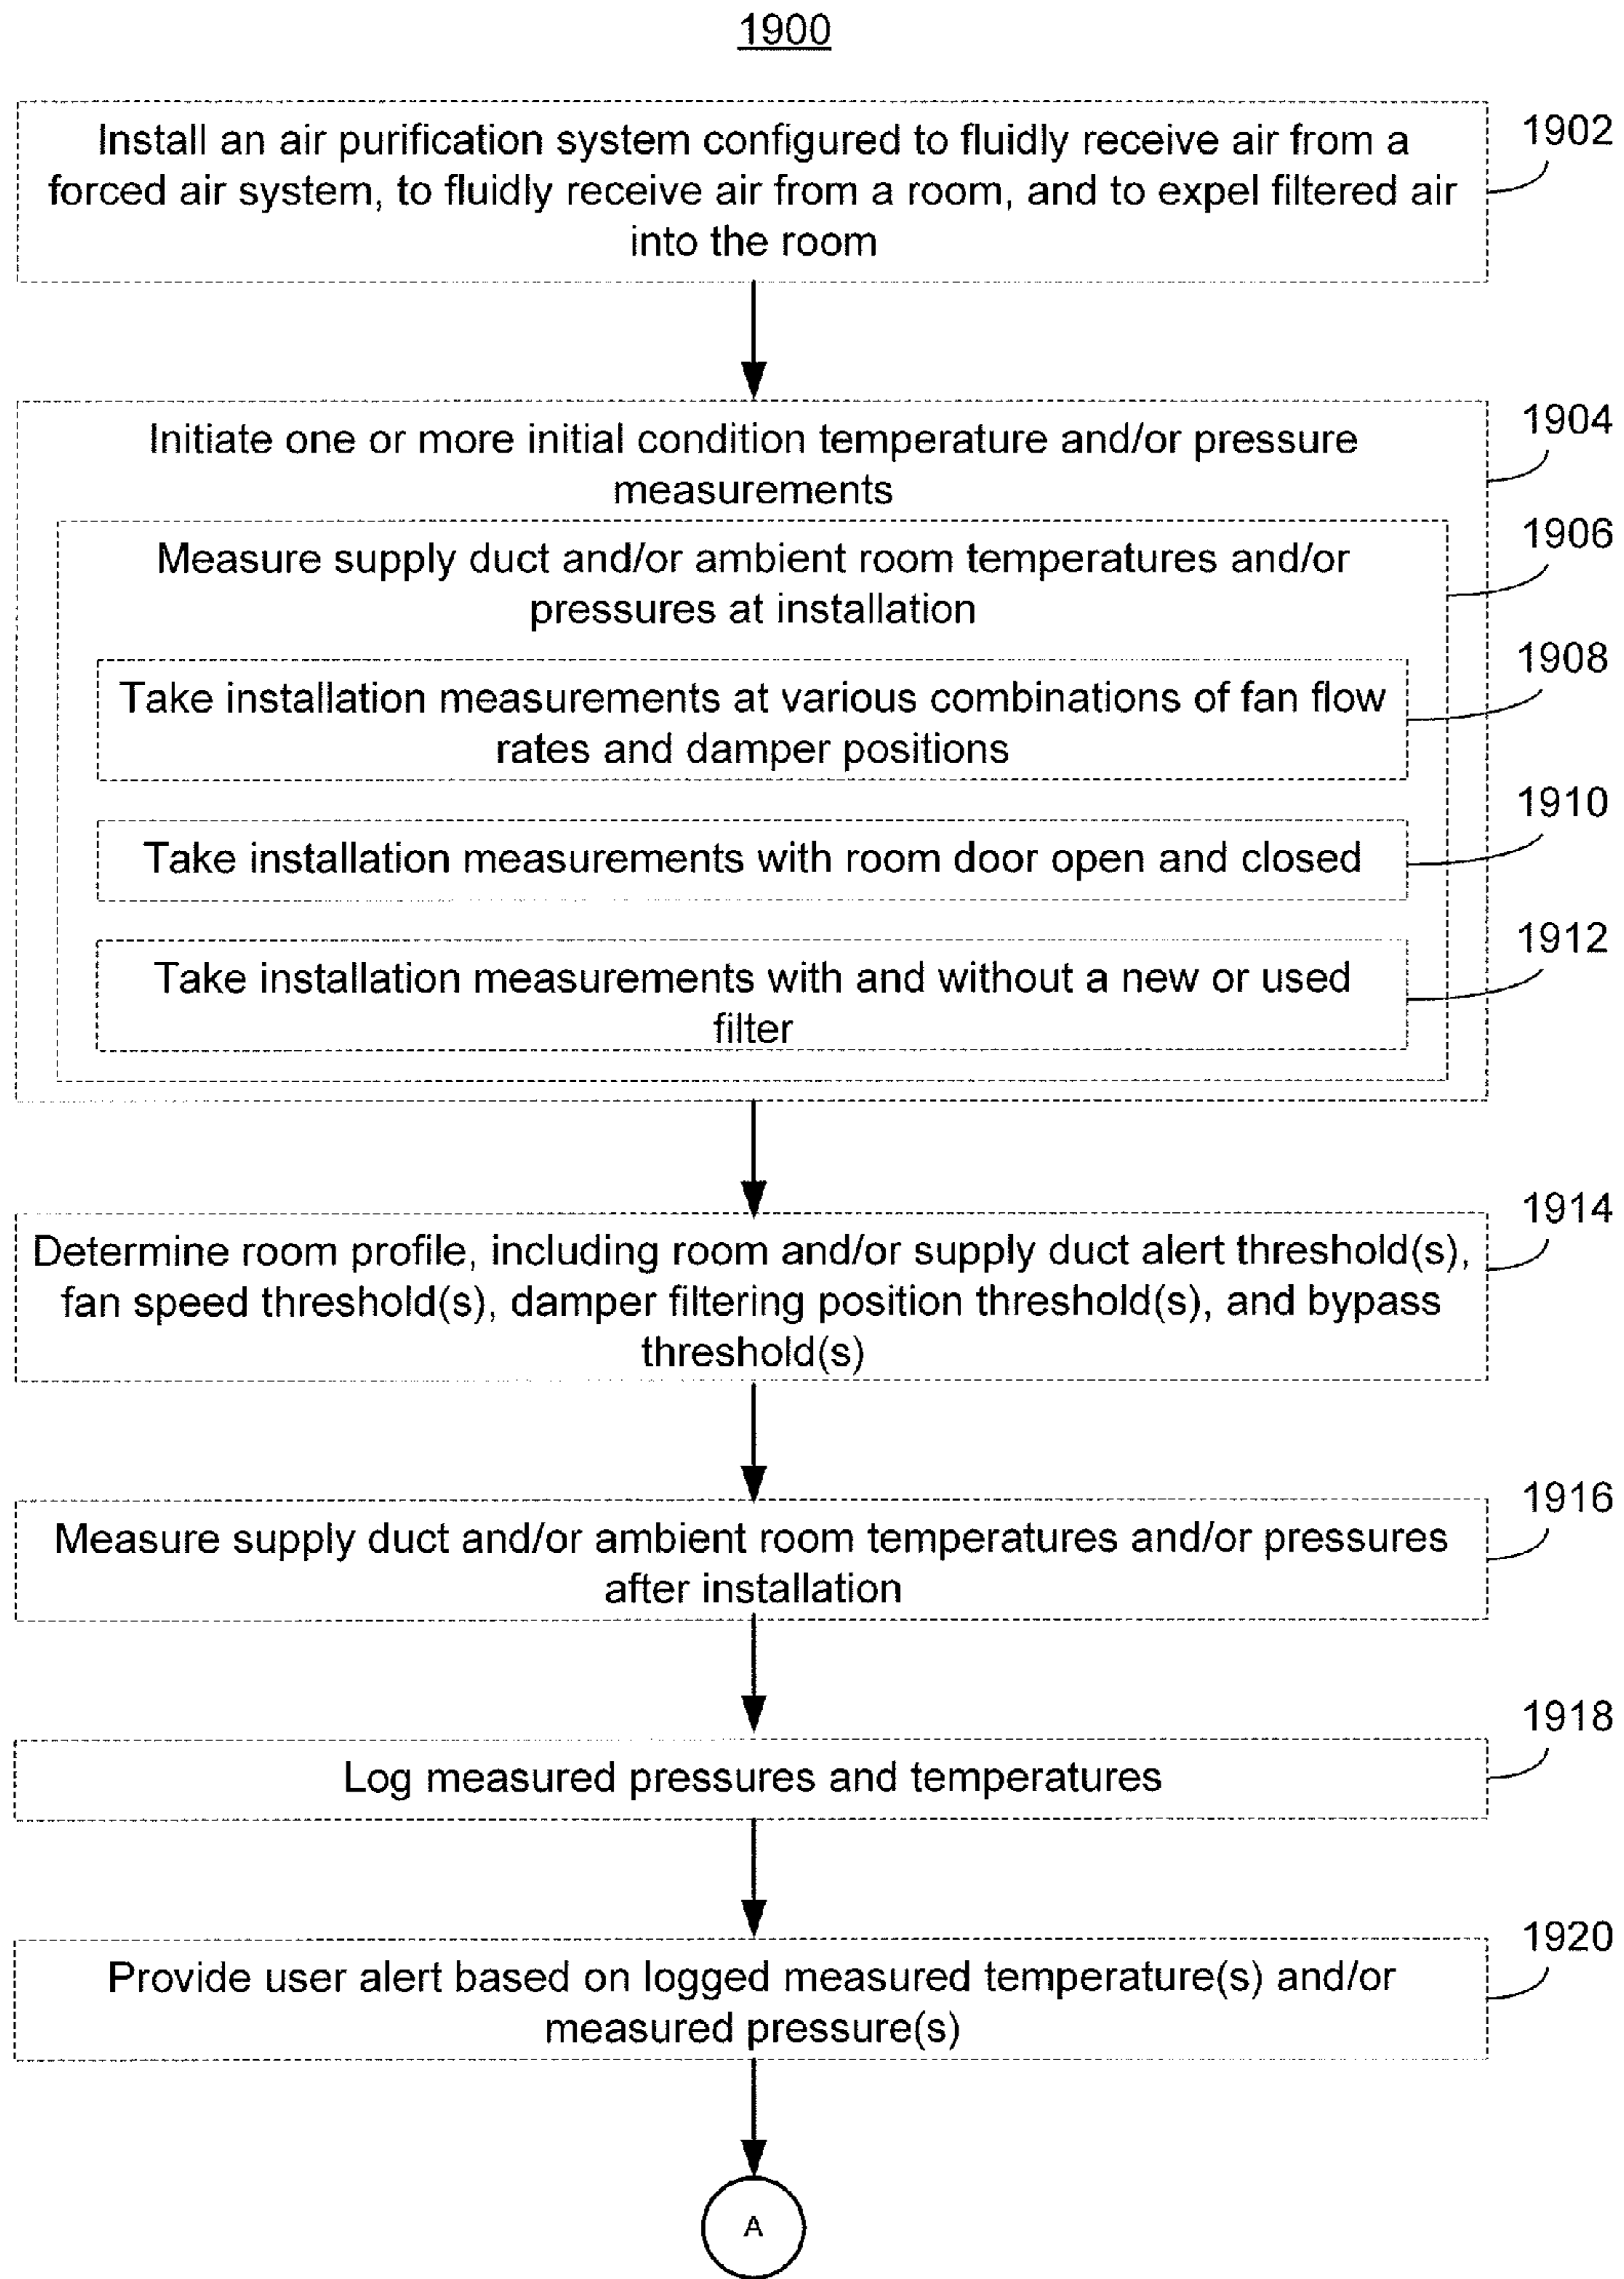 1900
1902
Install an air purification system configured to fluidly receive air from a
forced air system, to fluidly receive air from a room, and to expel filtered air
into the room
1904
Initiate one or more initial condition temperature and/or pressure
measurements
1906
Measure supply duct and/or ambient room temperatures and/or
pressures at installation
1908
Take installation measurements at various combinations of fan flow
rates and damper positions
1910
Take installation measurements with room door open and closed
1912
Take installation measurements with and without a new or used
filter
1914
Determine room profile, including room and/or supply duct alert threshold(s),
fan speed threshold(s), damper filtering position threshold(s), and bypass
threshold(s)
1916
Measure supply duct and/or ambient room temperatures and/or pressures
after installation
1918
Log measured pressures and temperatures
1920
Provide user alert based on logged measured temperature(s) and/or
measured pressure(s)
A